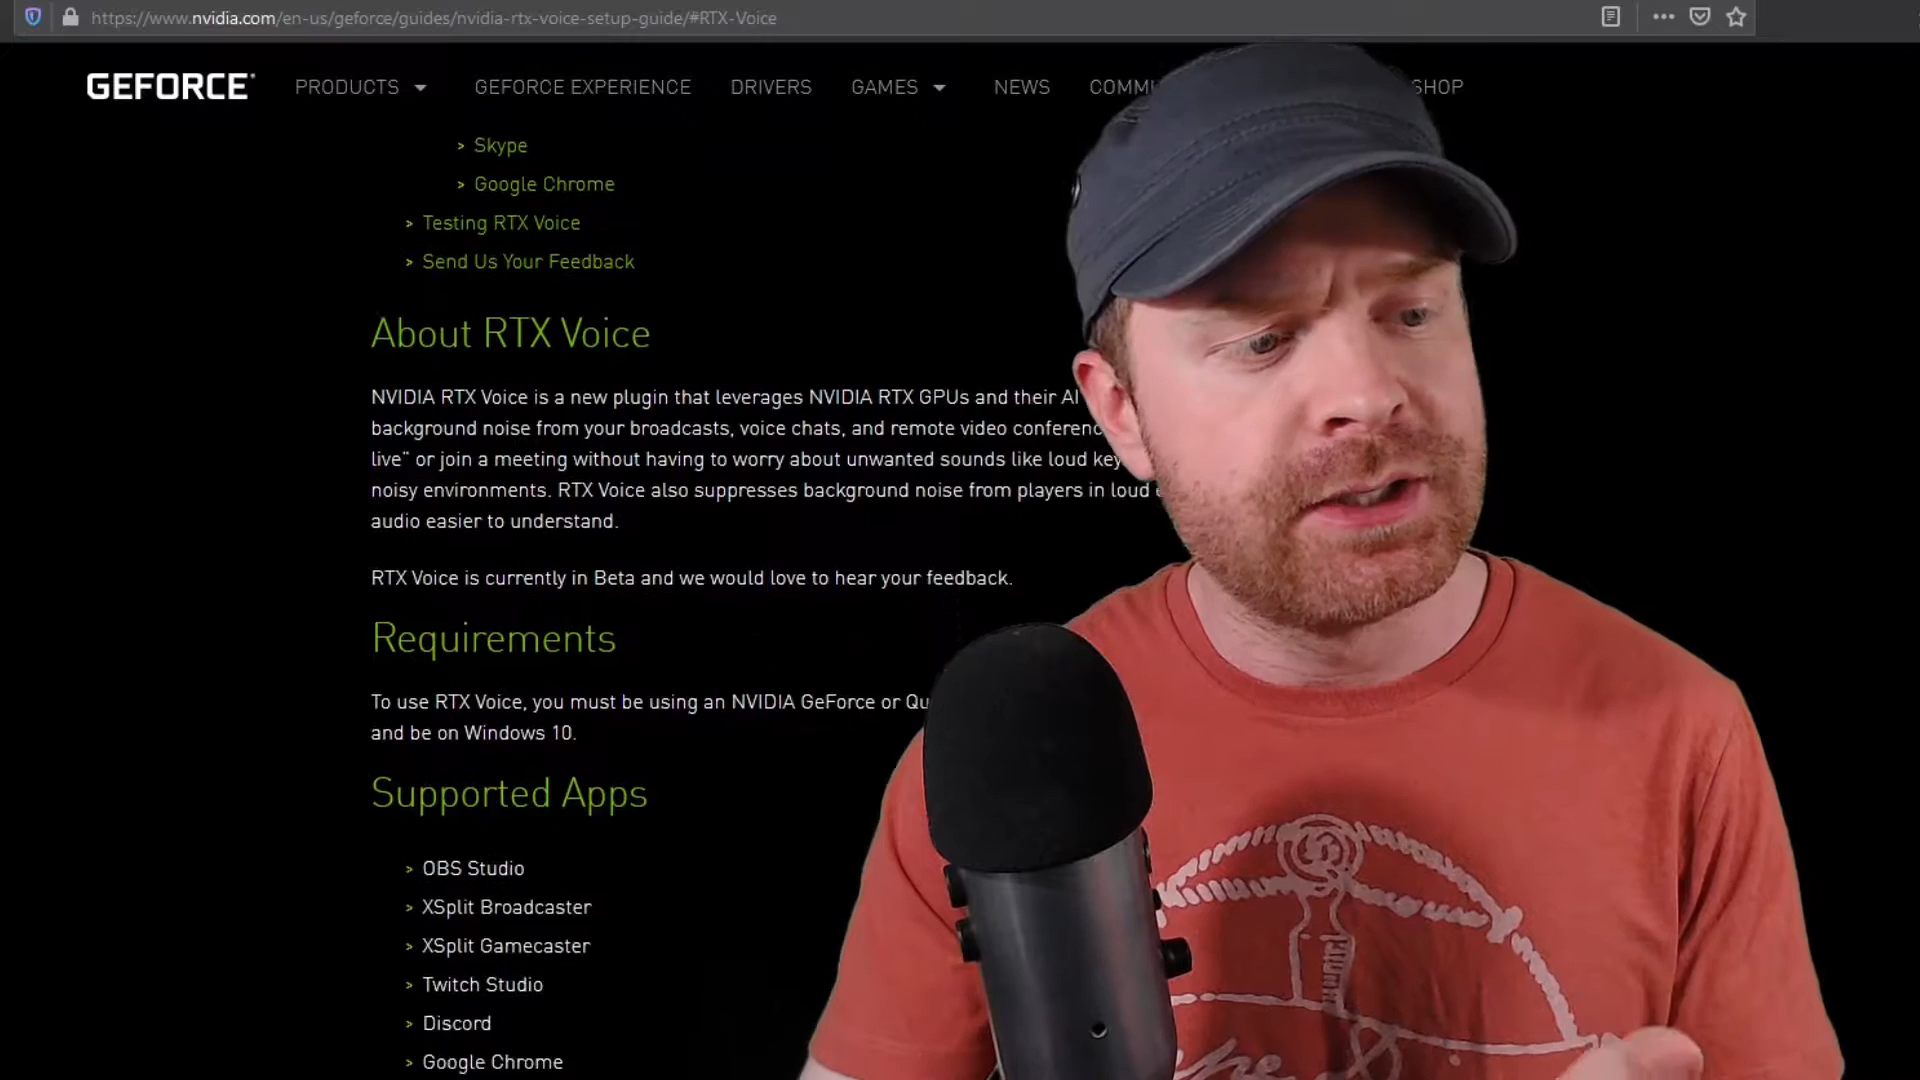 https://www.nvidia.com/en-us/geforce/guides/nvidia-rtx-voice-setup-guide/#RTX-Voice
GEFORCE PRODUCTS GEFORCE EXPERIENCE DRIVERS GAMES NEWS SHOP
> Skype
> Google Chrome
> Testing RTX Voice
> Send Us Your Feedback
About RTX Voice
NVIDIA RTX Voice is a new plugin that leverages NVIDIA RTX GPUs and their AI
background noise from your broadcasts, voice chats, and remote video
live" or join a meeting without having to worry about unwanted sounds like loud
noisy environments. RTX Voice also suppresses background noise from players in loud
audio easier to understand.
RTX Voice is currently in Beta and we would love to hear your feedback.
Requirements
To use RTX Voice, you must be using an NVIDIA GeForce or
and be on Windows 10.
Supported Apps
> OBS Studio
> XSplit Broadcaster
> XSplit Gamecaster
> Twitch Studio
> Discord
> Google Chrome